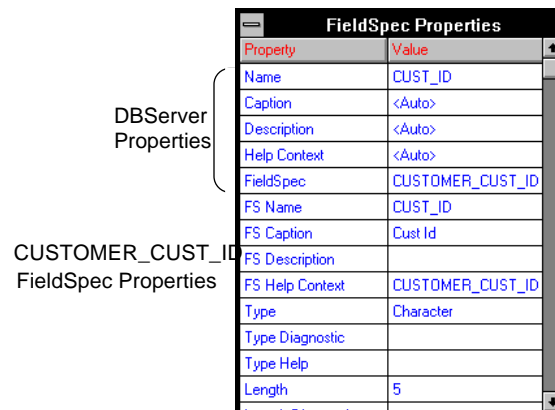 FieldSpec Properties
Property Value
Name CUST_ID
Caption <Auto>
Description <Auto>
Help Context <Auto>
FieldSpec CUSTOMER_CUST_ID
FS Name CUST_ID
FS Caption Cust Id
FS Description
FS Help Context CUSTOMER_CUST_ID
Type Character
Type Diagnostic
Type Help
Length 5
DBServer
Properties
CUSTOMER_CUST_ID
FieldSpec Properties